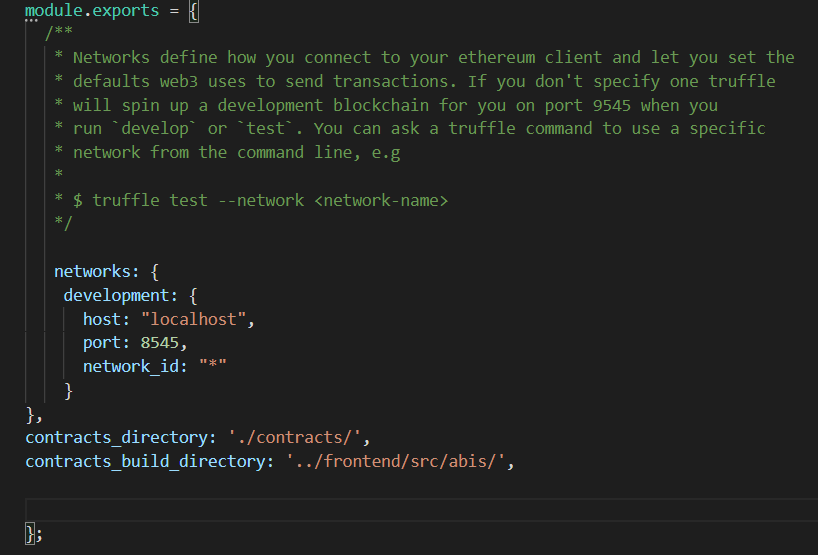 module.exports = {
/**
* Networks define how you connect to your ethereum client and let you set the
* defaults web3 uses to send transactions. If you don't specify one truffle
* will spin up a development blockchain for you on port 9545 when you
* run `develop` or `test`. You can ask a truffle command to use a specific
* network from the command line, e.g
*
* $ truffle test --network <network-name>
*/
networks: {
development: {
host: "localhost",
port: 8545,
network_id: "*"
}
},
contracts_directory: './contracts/',
contracts_build_directory: '../frontend/src/abis/',
};